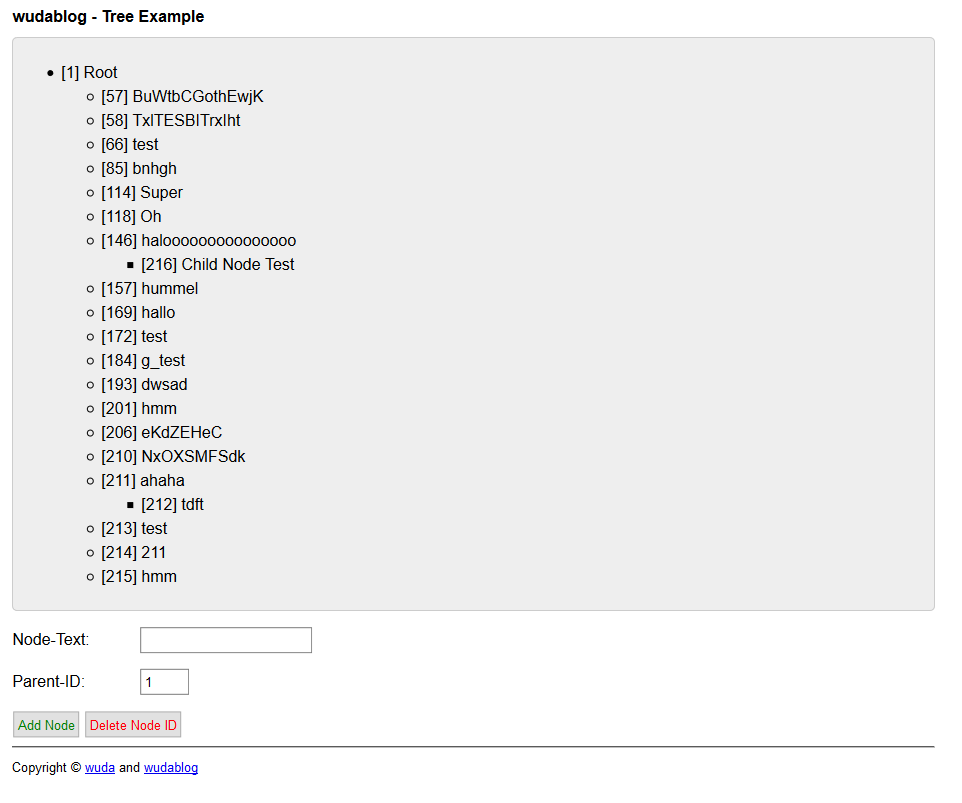 wudablog - Tree Example
[1] Root
[57] BuWtbCGothEwjK
[58] TxlTESBITrxlht
[66] test
[85] bnhgh
[114] Super
[118] Oh
[146] halooooooooooooooo
[216] Child Node Test
[157] hummel
[169] hallo
[172] test
[184] g_test
[193] dwsad
[201] hmm
[206] eKdZEHeC
[210] NxOXSMFSdk
[211] ahaha
[212] tdft
[213] test
[214] 211
[215] hmm
Node-Text:
Parent-ID: 1
Add Node Delete Node ID
Copyright © wuda and wudablog